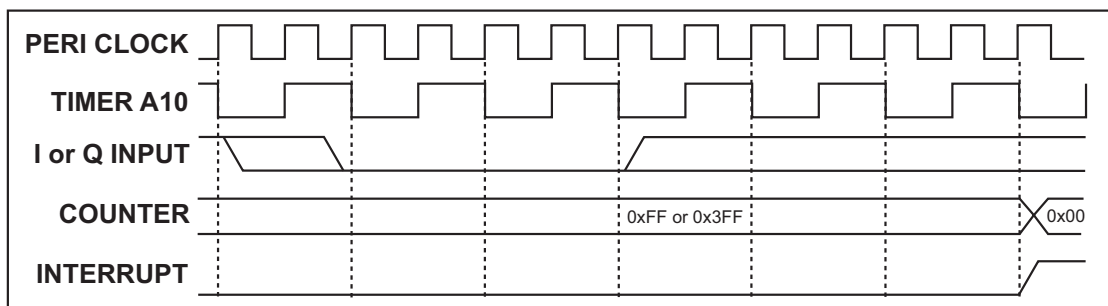 PERI CLOCK
TIMER A10
I or Q INPUT
COUNTER 0xFF or 0x3FF 0x00
INTERRUPT